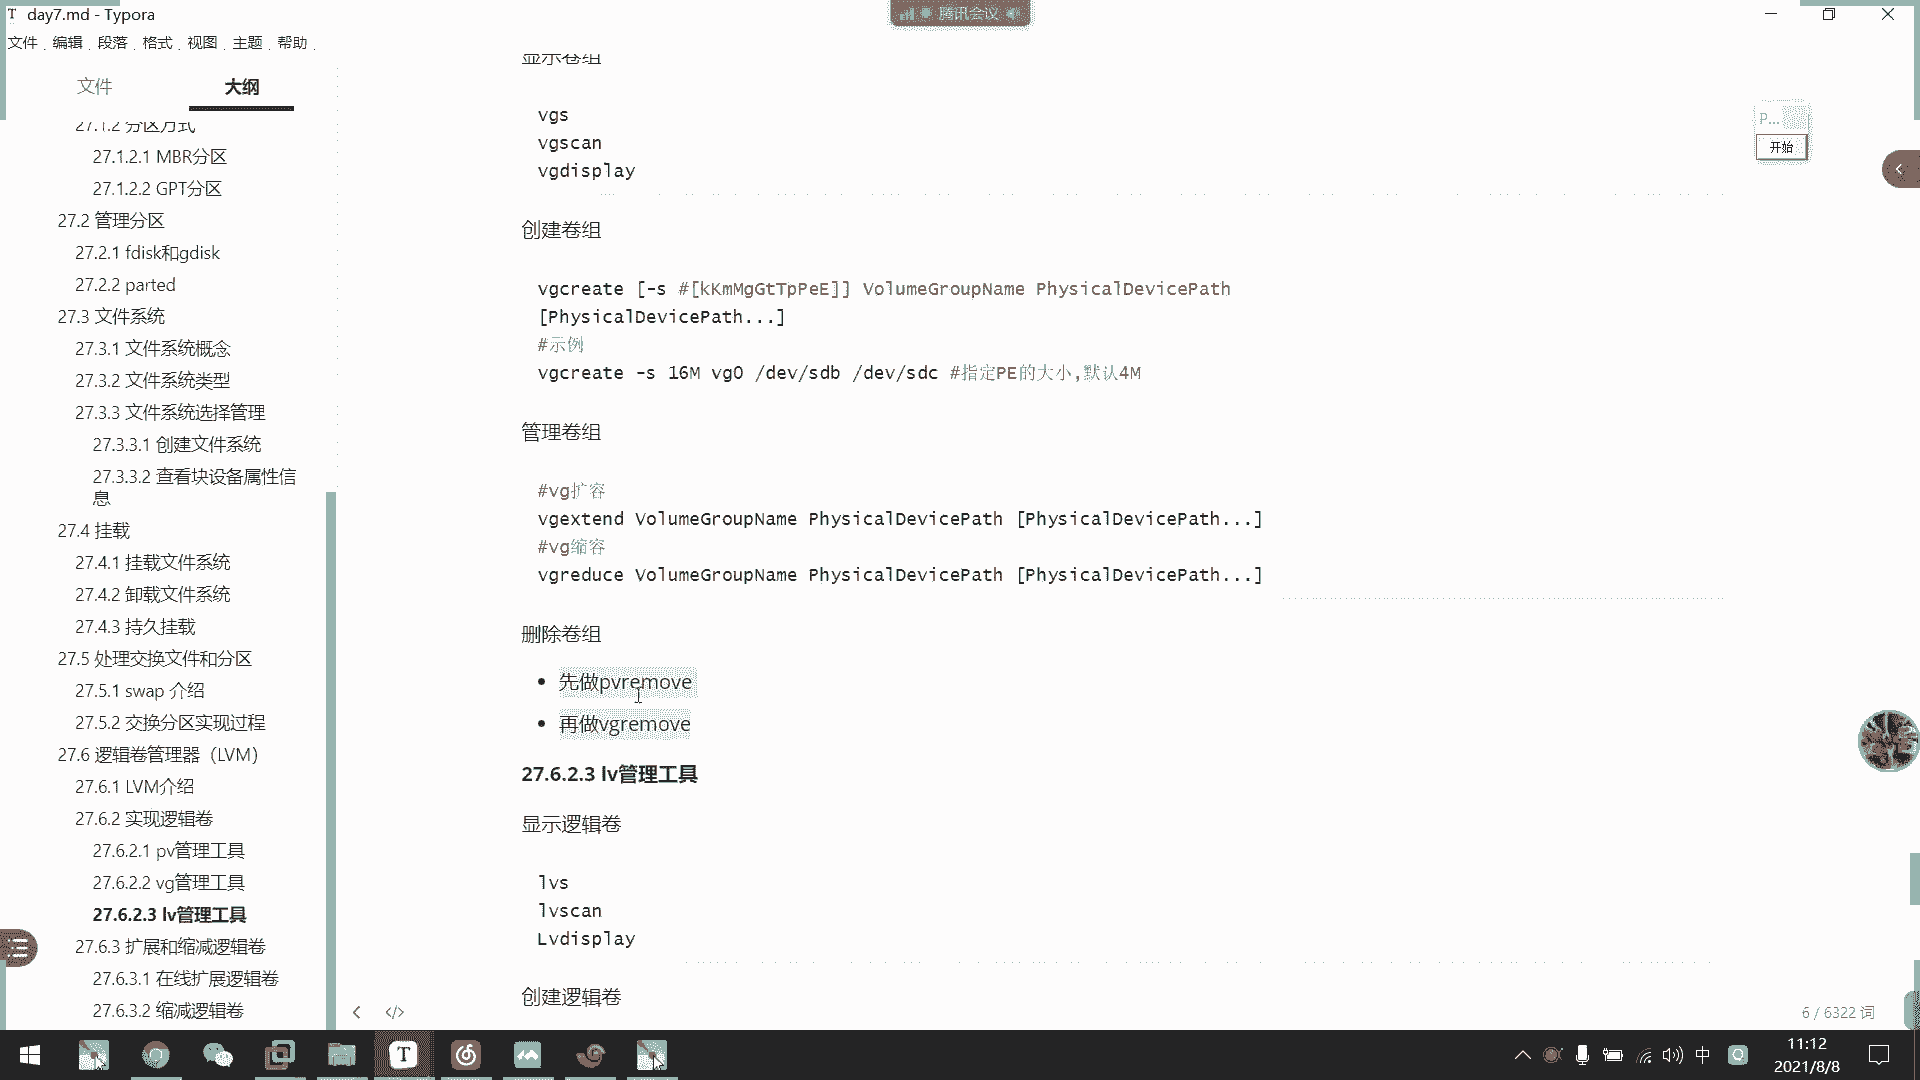 day7.md - Typora
腾讯会议
文件 编辑 段落 格式 视图 主题 帮助
文件 大纲
27.1.2 分区方式
27.1.2.1 MBR分区
27.1.2.2 GPT分区
27.2 管理分区
27.2.1 fdisk和gdisk
27.2.2 parted
27.3 文件系统
27.3.1 文件系统概念
27.3.2 文件系统类型
27.3.3 文件系统选择管理
27.3.3.1 创建文件系统
27.3.3.2 查看块设备属性信
息
27.4 挂载
27.4.1 挂载文件系统
27.4.2 卸载文件系统
27.4.3 持久挂载
27.5 处理交换文件和分区
27.5.1 swap 介绍
27.5.2 交换分区实现过程
27.6 逻辑卷管理器（LVM）
27.6.1 LVM介绍
27.6.2 实现逻辑卷
27.6.2.1 pv管理工具
27.6.2.2 vg管理工具
27.6.2.3 lv管理工具
27.6.3 扩展和缩减逻辑卷
27.6.3.1 在线扩展逻辑卷
27.6.3.2 缩减逻辑卷
显示卷组
vgs
vgscan
vgdisplay
创建卷组
vgcreate [-s #[kKmMgGtTpPeE]] VolumeGroupName PhysicalDevicePath
[PhysicalDevicePath...]
#示例
vgcreate -s 16M vg0 /dev/sdb /dev/sdc #指定PE的大小,默认4M
管理卷组
#vg扩容
vgextend VolumeGroupName PhysicalDevicePath [PhysicalDevicePath...]
#vg缩容
vgreduce VolumeGroupName PhysicalDevicePath [PhysicalDevicePath...]
删除卷组
先做pvremove
再做vgremove
27.6.2.3 lv管理工具
显示逻辑卷
lvs
lvscan
Lvdisplay
创建逻辑卷
P...
开始
6 / 6322 词
中
11:12
2021/8/8